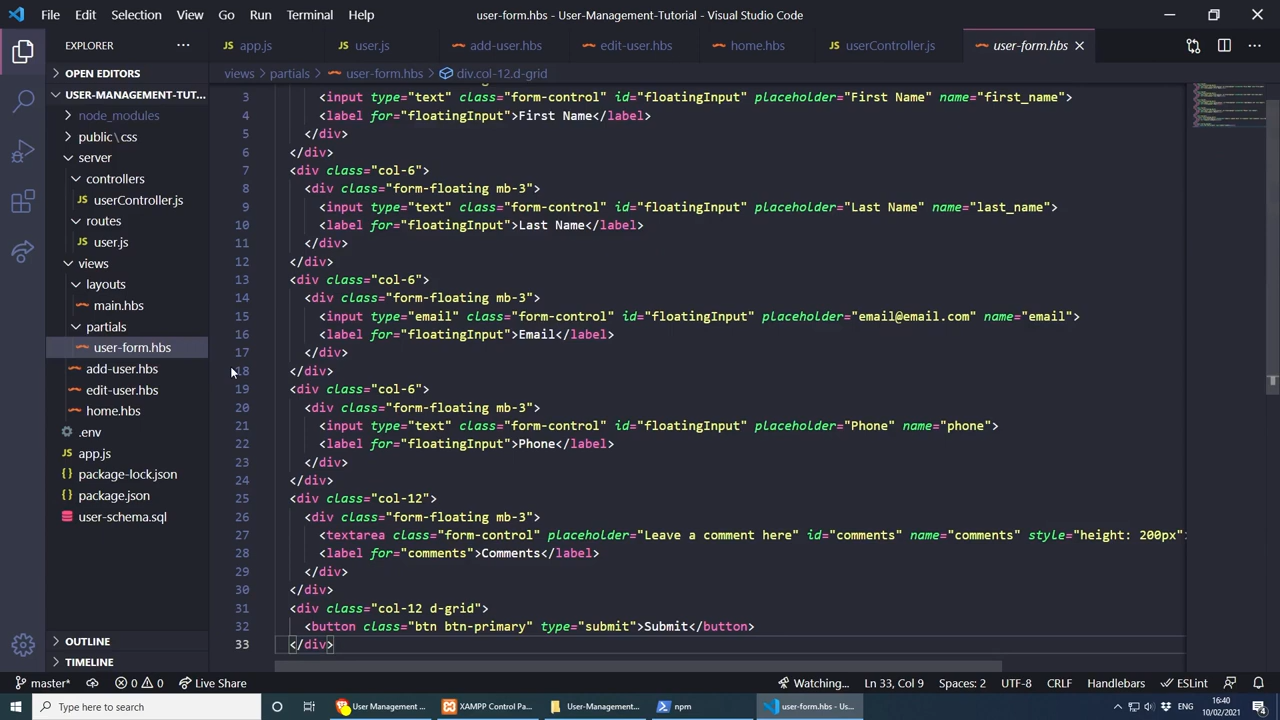 File Edit Selection View Go Run Terminal Help
user-form.hbs - User-Management-Tutorial - Visual Studio Code
EXPLORER
OPEN EDITORS
USER-MANAGEMENT-TUT...
node_modules
public\css
server
controllers
userController.js
routes
user.js
views
layouts
main.hbs
partials
user-form.hbs
add-user.hbs
edit-user.hbs
home.hbs
.env
app.js
package-lock.json
package.json
user-schema.sql
OUTLINE
TIMELINE
app.js user.js add-user.hbs edit-user.hbs home.hbs userController.js user-form.hbs
views > partials > user-form.hbs > div.col-12.d-grid
3 <input type="text" class="form-control" id="floatingInput" placeholder="First Name" name="first_name">
4 <label for="floatingInput">First Name</label>
5 </div>
6 </div>
7 <div class="col-6">
8 <div class="form-floating mb-3">
9 <input type="text" class="form-control" id="floatingInput" placeholder="Last Name" name="last_name">
10 <label for="floatingInput">Last Name</label>
11 </div>
12 </div>
13 <div class="col-6">
14 <div class="form-floating mb-3">
15 <input type="email" class="form-control" id="floatingInput" placeholder="email@email.com" name="email">
16 <label for="floatingInput">Email</label>
17 </div>
18 </div>
19 <div class="col-6">
20 <div class="form-floating mb-3">
21 <input type="text" class="form-control" id="floatingInput" placeholder="Phone" name="phone">
22 <label for="floatingInput">Phone</label>
23 </div>
24 </div>
25 <div class="col-12">
26 <div class="form-floating mb-3">
27 <textarea class="form-control" placeholder="Leave a comment here" id="comments" name="comments" style="height: 200px"
28 <label for="comments">Comments</label>
29 </div>
30 </div>
31 <div class="col-12 d-grid">
32 <button class="btn btn-primary" type="submit">Submit</button>
33 </div>
master* 0 0 Live Share
Watching... Ln 33, Col 9 Spaces: 2 UTF-8 CRLF Handlebars ESLint
Type here to search
User Management ... XAMPP Control Pa... User-Management... npm user-form.hbs - Us...
ENG
16:40
10/02/2021
4